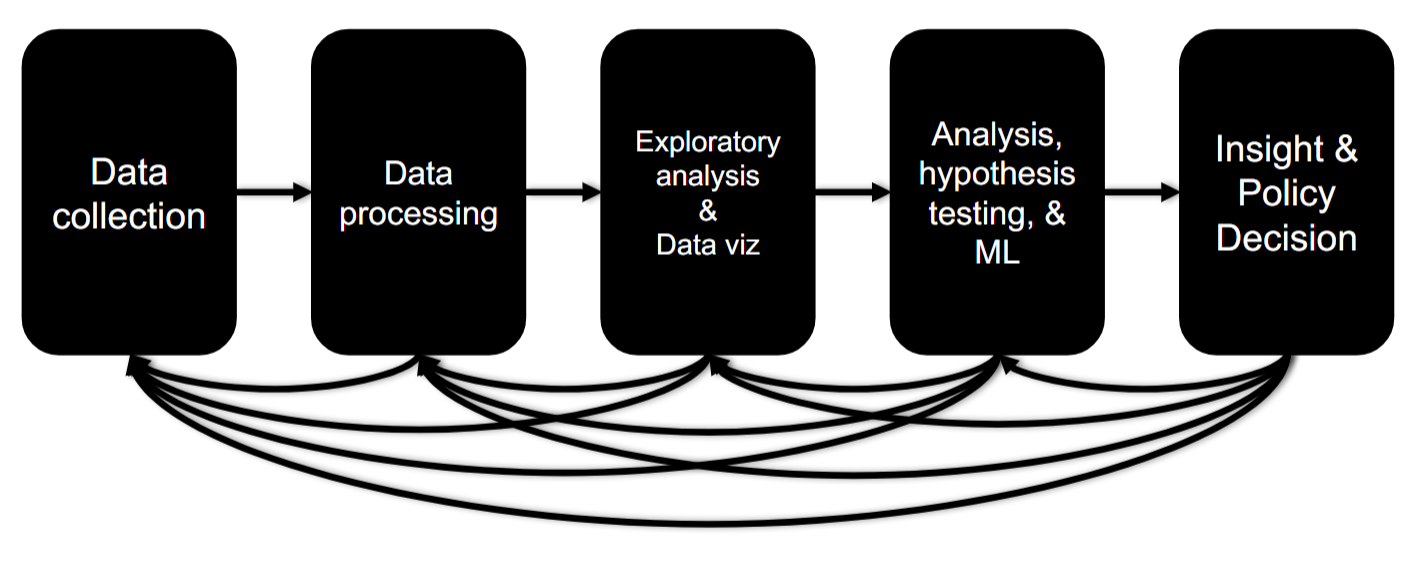 Data
collection
Data
processing
Exploratory
analysis
&
Data viz
Analysis,
hypothesis
testing, &
ML
Insight &
Policy
Decision